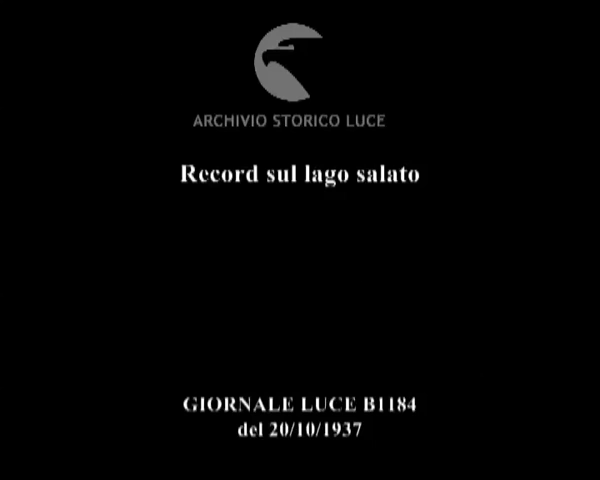 ARCHIVIO STORICO LUCE
Record sul lago salato
GIORNALE LUCE B1184
del 20/10/1937